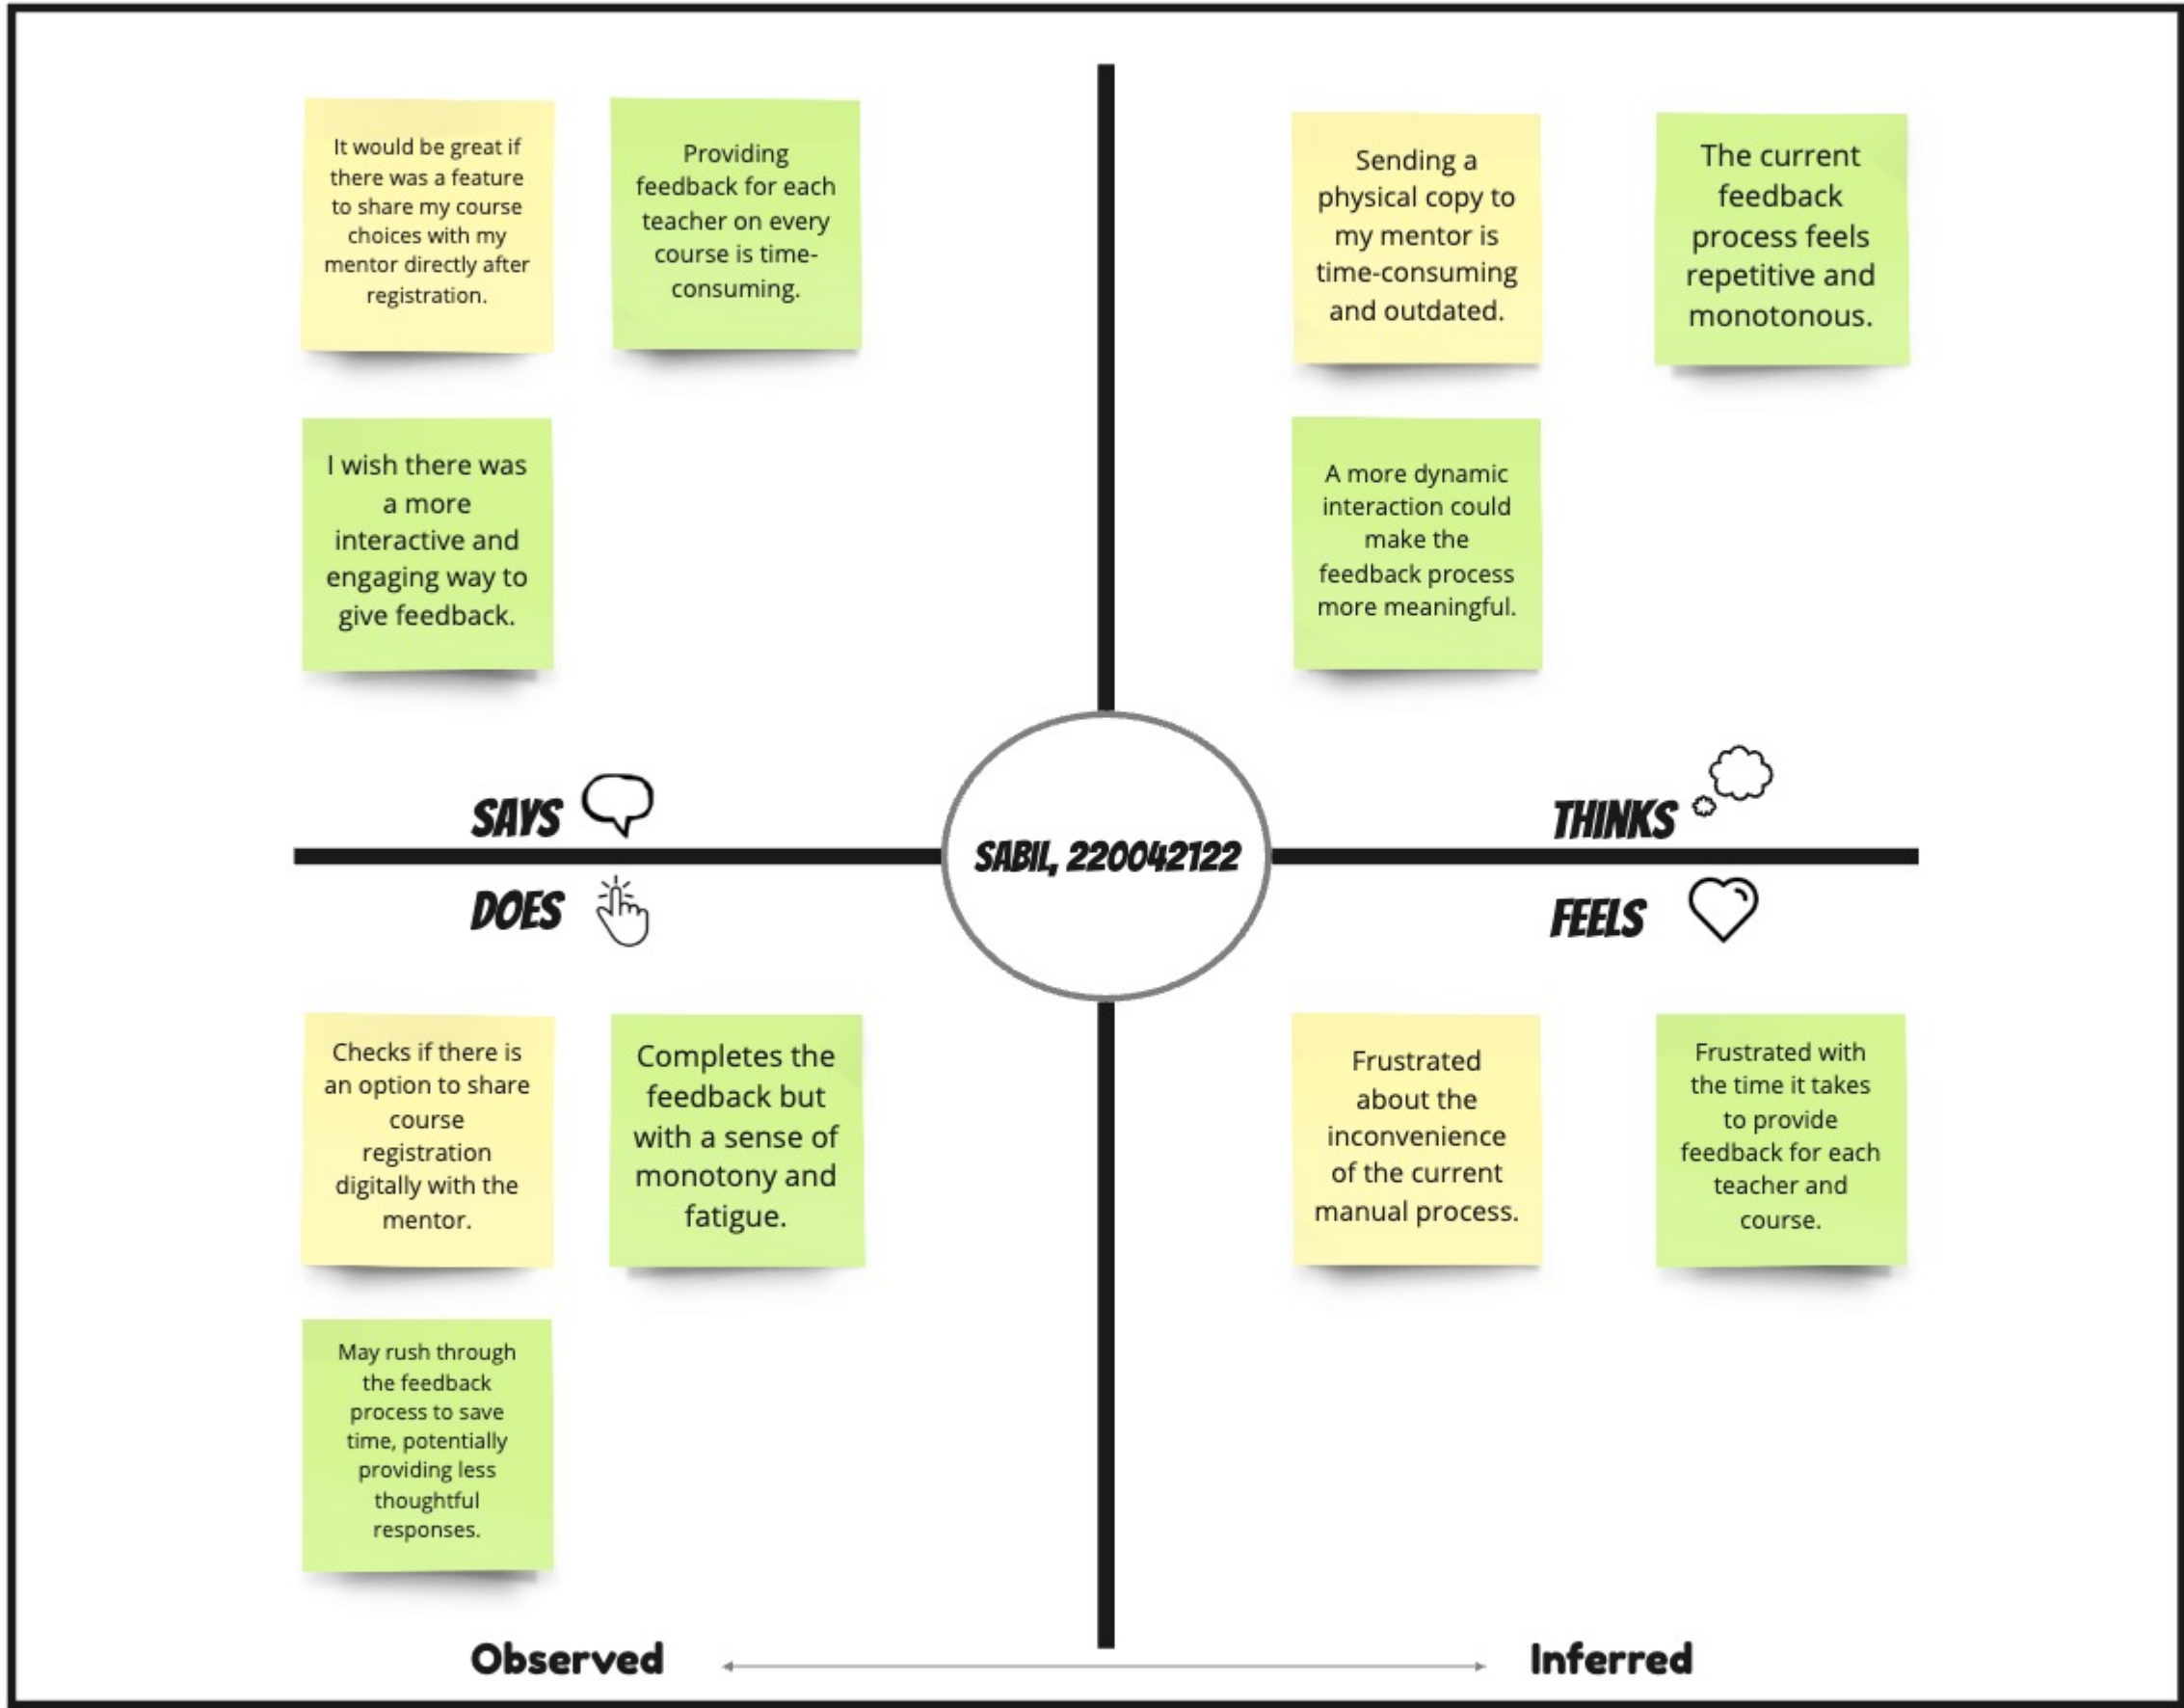 It would be great if
there was a feature
to share my course
choices with my
mentor directly after
registration.
Providing
feedback for each
teacher on every
course is time-
consuming.
I wish there was
a more
interactive and
engaging way to
give feedback.
Sending a
physical copy to
my mentor is
time-consuming
and outdated.
The current
feedback
process feels
repetitive and
monotonous.
A more dynamic
interaction could
make the
feedback process
more meaningful.
SAYS
THINKS
SABIL, 220042122
DOES
FEELS
Checks if there is
an option to share
course
registration
digitally with the
mentor.
Completes the
feedback but
with a sense of
monotony and
fatigue.
May rush through
the feedback
process to save
time, potentially
providing less
thoughtful
responses.
Frustrated
about the
inconvenience
of the current
manual process.
Frustrated with
the time it takes
to provide
feedback for each
teacher and
course.
Observed
Inferred